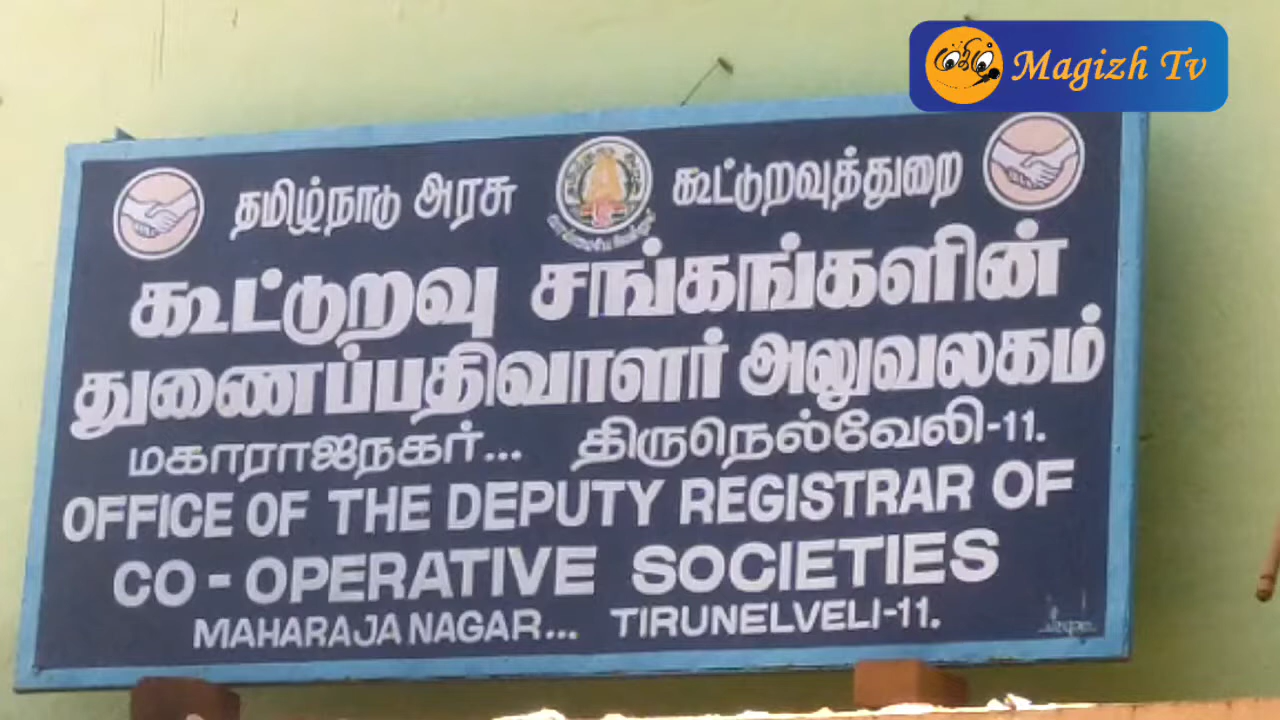 மகிழ் Magizh Tv
தமிழ்நாடு அரசு கூட்டுறவுத்துறை
கூட்டுறவு சங்கங்களின்
துணைப்பதிவாளர் அலுவலகம்
மகாராஜநகர்... திருநெல்வேலி-11.
OFFICE OF THE DEPUTY REGISTRAR OF
CO-OPERATIVE SOCIETIES
MAHARAJA NAGAR... TIRUNELVELI-11.